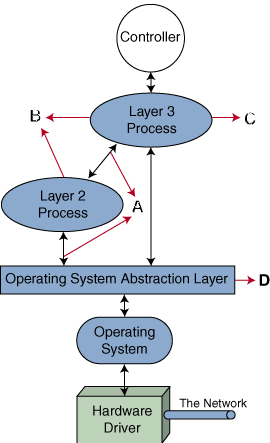 Controller
Layer 3
Process
B
C
Layer 2
Process
A
Operating System Abstraction Layer
D
Operating
System
The Network
Hardware
Driver